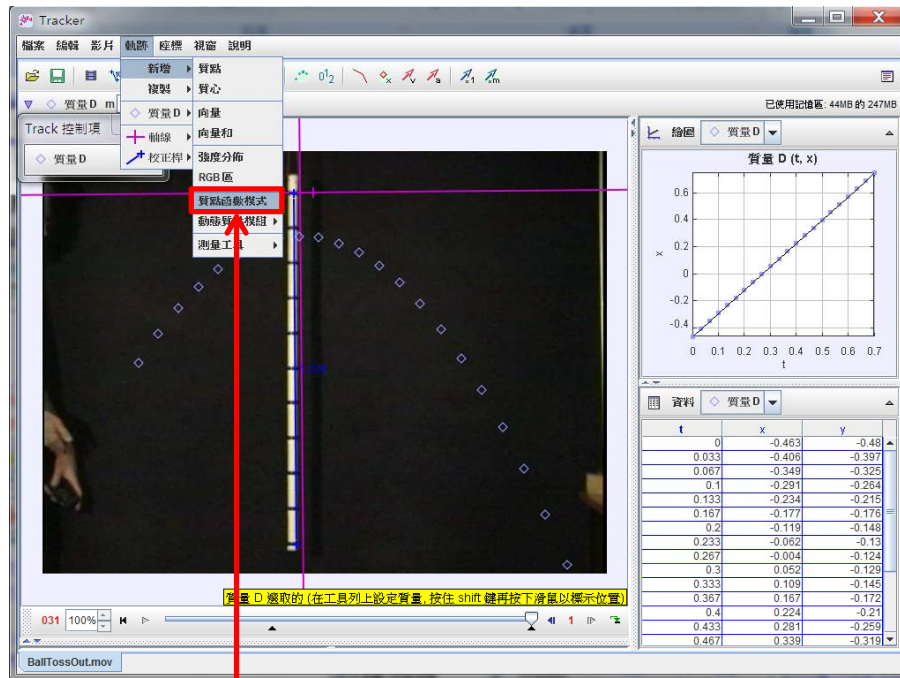 Tracker
檔案 編輯 影片 軌跡 座標 視窗 說明
質量D m
已使用記憶區: 44MB 的 247MB
Track 控制項
質量D
新增
複製
質量D
軸線
校正桿
質點
質心
向量
向量和
強度分佈
RGB區
質點函數模式
動態質點模組
測量工具
繪圖 質量D
質量 D (t, x)
0.6
0.4
0.2
0
-0.2
-0.4
x
0 0.1 0.2 0.3 0.4 0.5 0.6 0.7
t
資料 質量D
t x y
0 -0.463 -0.48
0.033 -0.406 -0.397
0.067 -0.349 -0.325
0.1 -0.291 -0.264
0.133 -0.234 -0.215
0.167 -0.177 -0.176
0.2 -0.119 -0.148
0.233 -0.062 -0.13
0.267 -0.004 -0.124
0.3 0.052 -0.129
0.333 0.109 -0.145
0.367 0.167 -0.172
0.4 0.224 -0.21
0.433 0.281 -0.259
0.467 0.339 -0.319
質量 D 選取的 (在工具列上設定質量, 按住 shift 鍵再按下滑鼠以標示位置)
031 100% 1
BallTossOut.mov